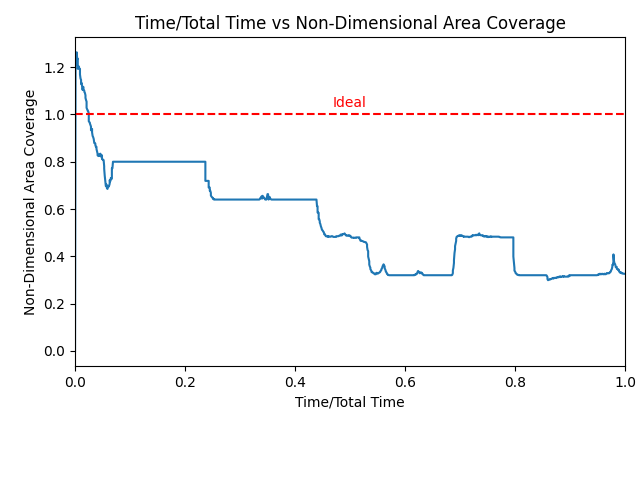 Time/Total Time vs Non-Dimensional Area Coverage
Non-Dimensional Area Coverage
1.2
1.0
0.8
0.6
0.4
0.2
0.0
Ideal
0.0 0.2 0.4 0.6 0.8 1.0
Time/Total Time